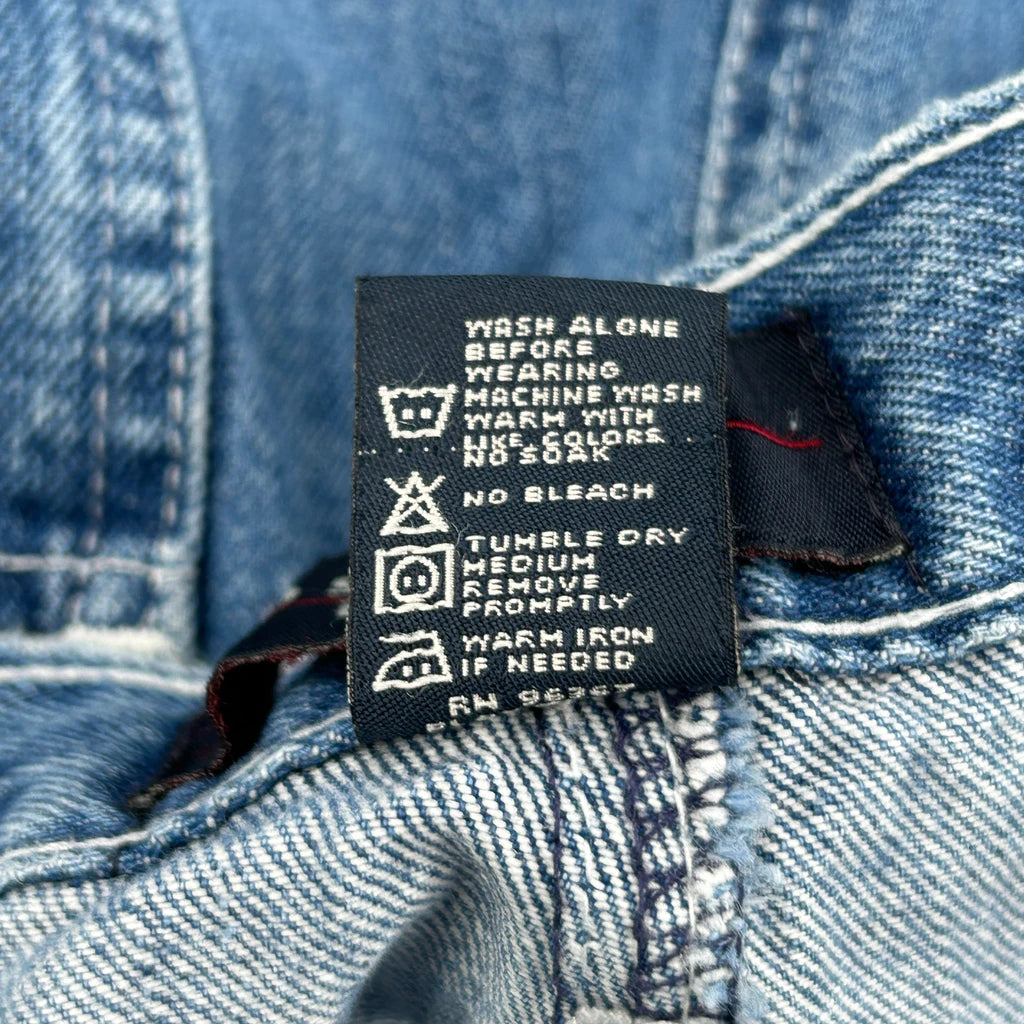 WASH ALONE
BEFORE
WEARING
MACHINE WASH
WARM WITH
LIKE COLORS
NO SOAK
NO BLEACH
TUMBLE DRY
MEDIUM
REMOVE
PROMPTLY
WARM IRON
IF NEEDED